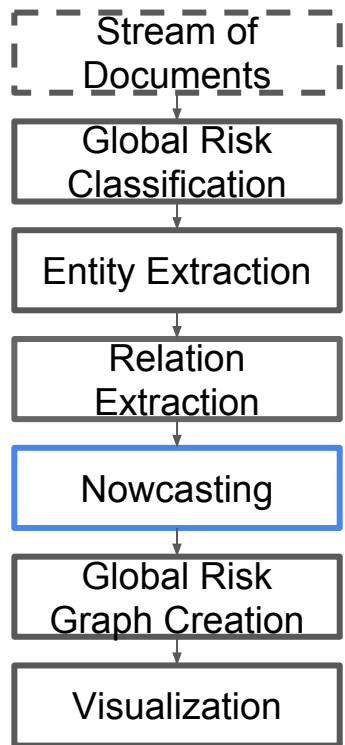 Stream of
Documents
Global Risk
Classification
Entity Extraction
Relation
Extraction
Nowcasting
Global Risk
Graph Creation
Visualization